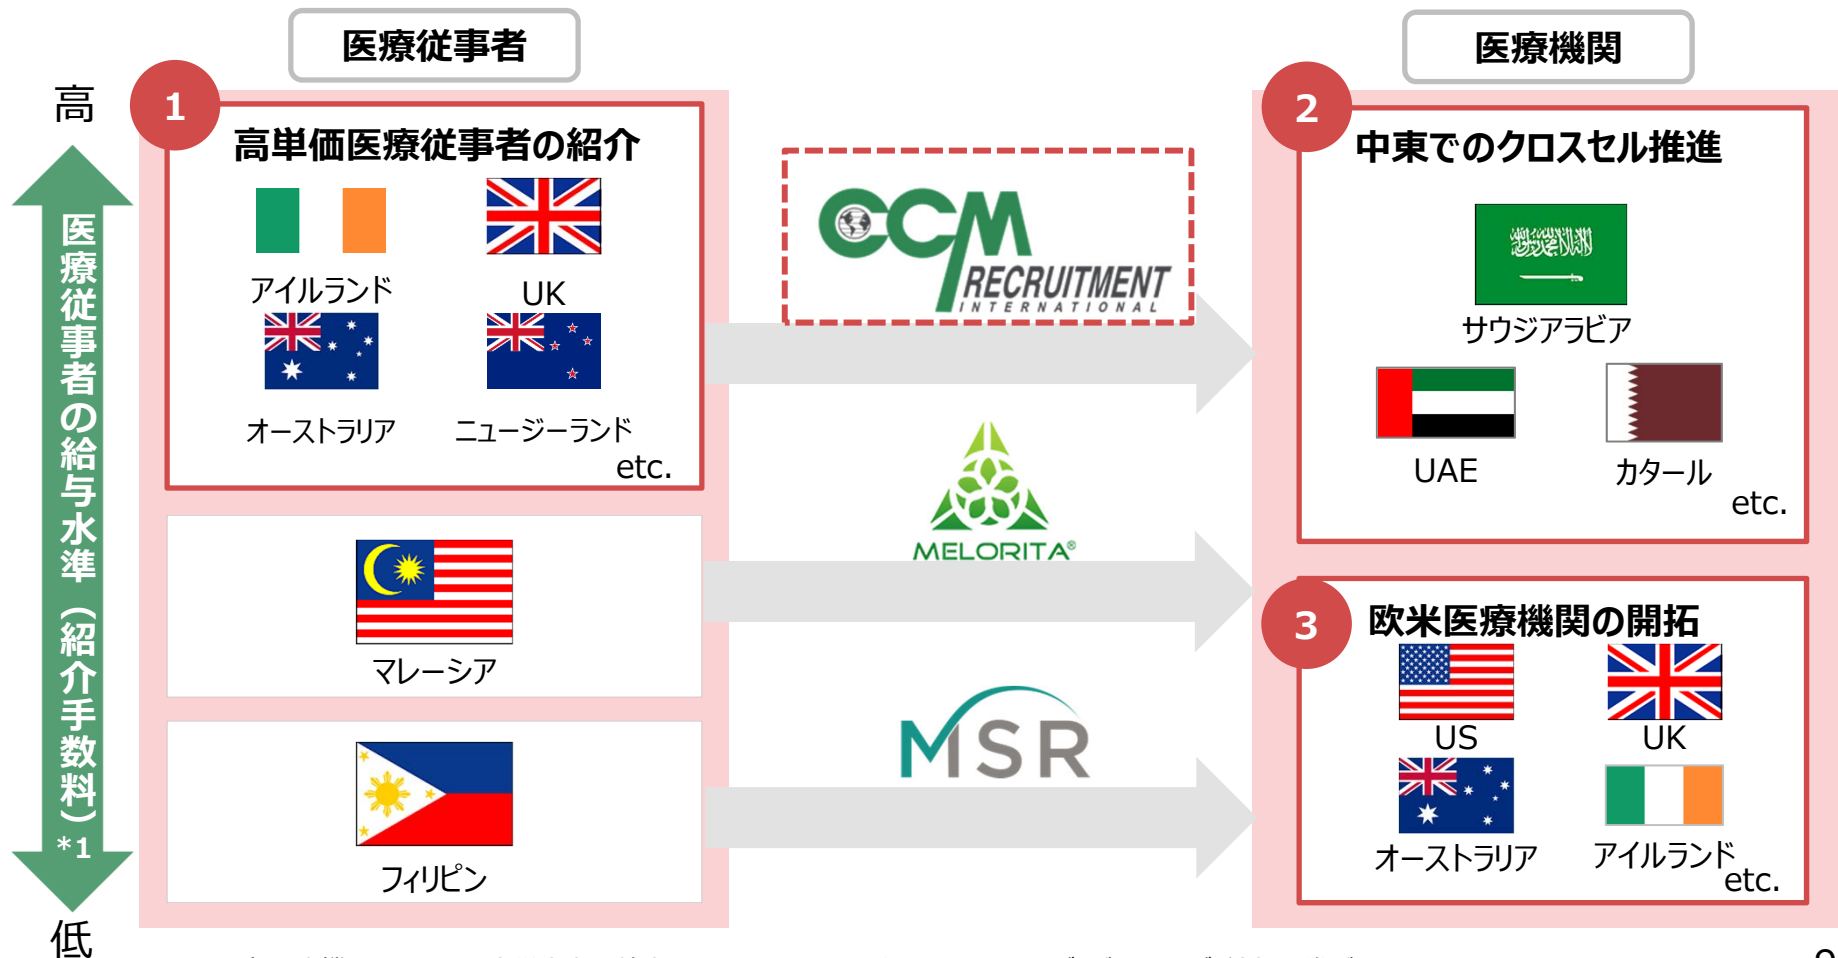 医療従事者
医療機関
高
1
高単価医療従事者の紹介
アイルランド
UK
オーストラリア
ニュージーランド
etc.
マレーシア
フィリピン
医療従事者の給与水準（紹介手数料）*1
低
CCM
RECRUITMENT
INTERNATIONAL
MELORITA®
MSR
2
中東でのクロスセル推進
サウジアラビア
UAE
カタール
etc.
3
欧米医療機関の開拓
US
UK
オーストラリア
アイルランド
etc.